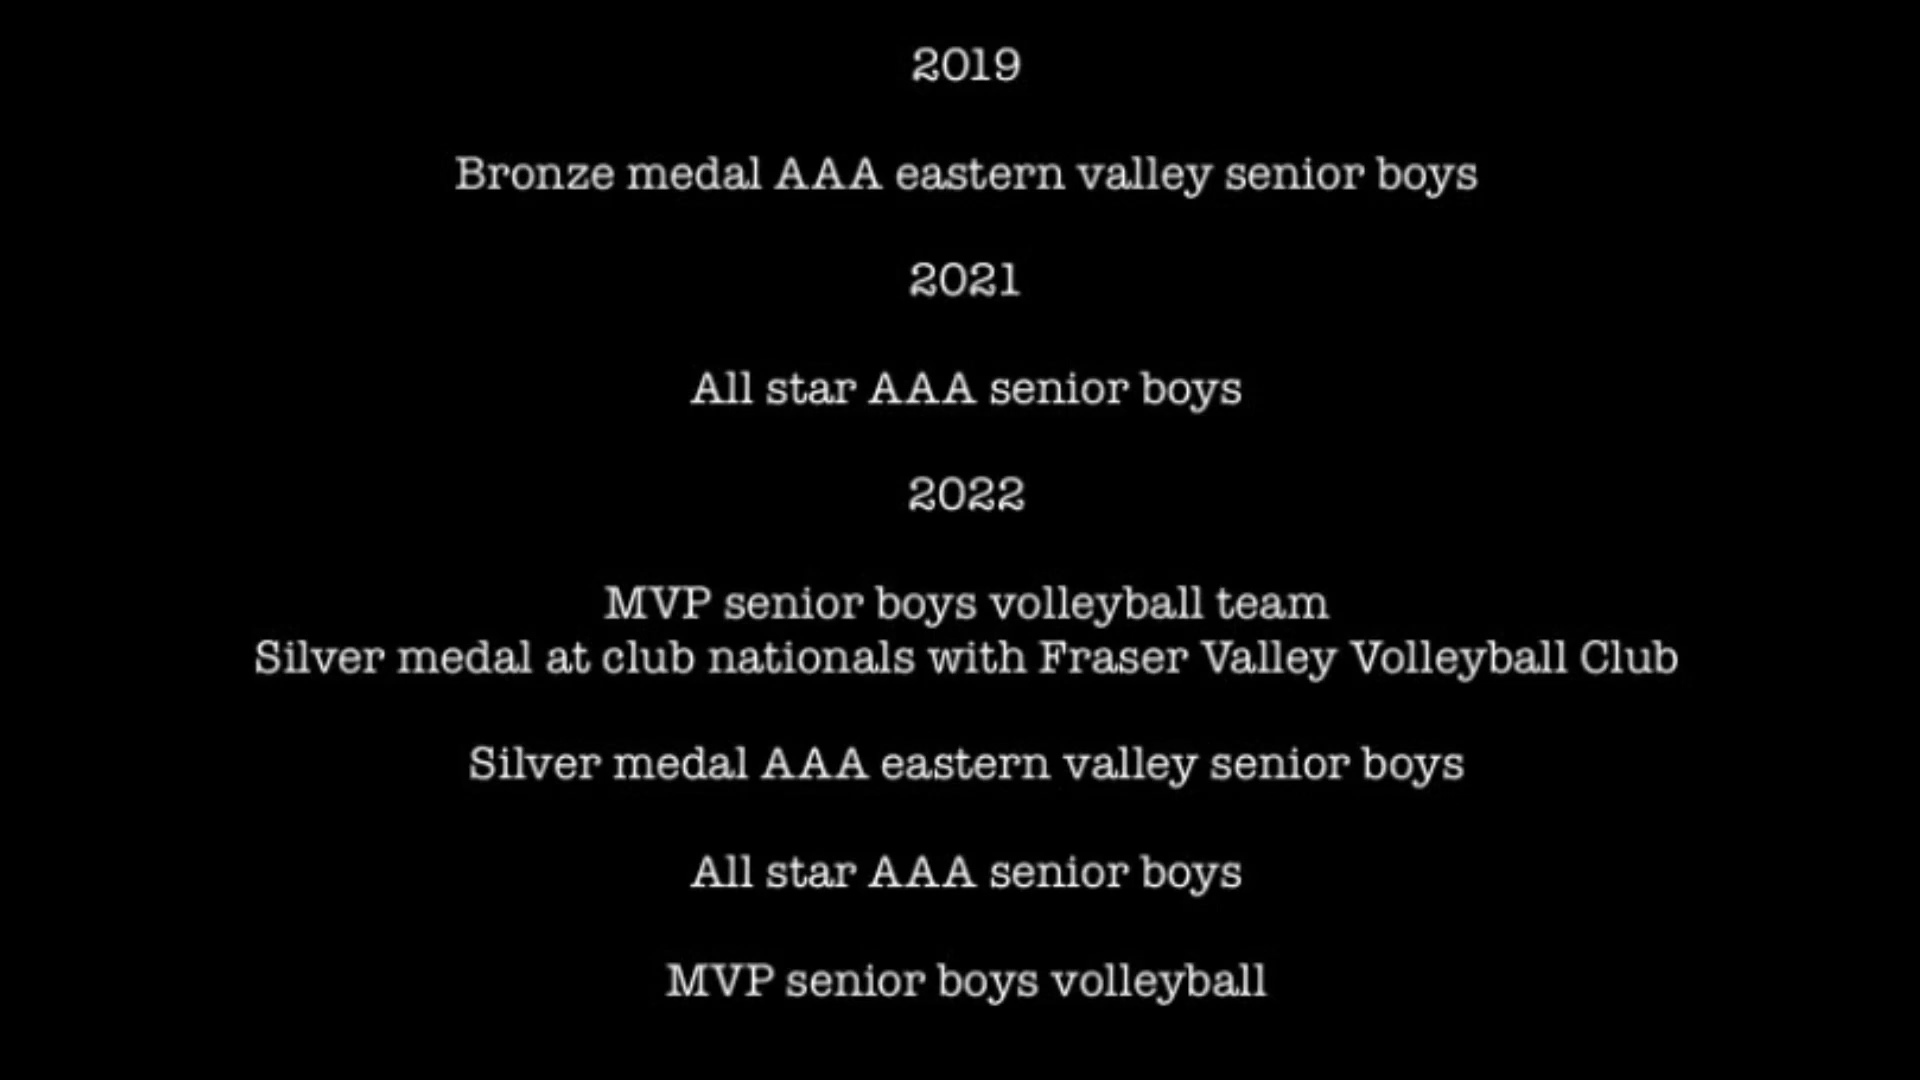 2019
Bronze medal AAA eastern valley senior boys
2021
All star AAA senior boys
2022
MVP senior boys volleyball team
Silver medal at club nationals with Fraser Valley Volleyball Club
Silver medal AAA eastern valley senior boys
All star AAA senior boys
MVP senior boys volleyball